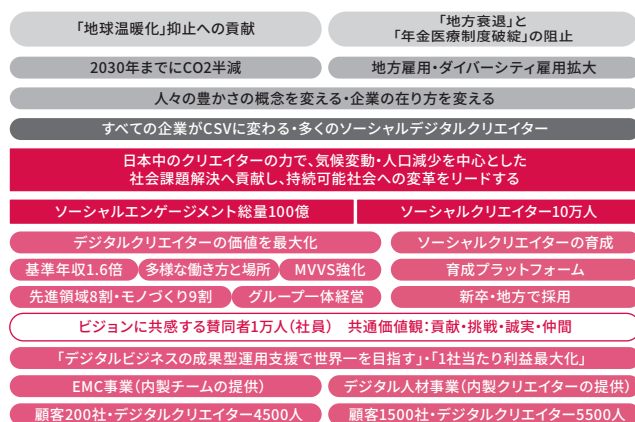 「地球温暖化」抑止への貢献
「地方衰退」と
「年金医療制度破綻」の阻止
2030年までにCO2半減
地方雇用・ダイバーシティ雇用拡大
人々の豊かさの概念を変える・企業の在り方を変える
すべての企業がCSVに変わる・多くのソーシャルデジタルクリエイター
日本中のクリエイターの力で、気候変動・人口減少を中心とした
社会課題解決へ貢献し、持続可能社会への変革をリードする
ソーシャルエンゲージメント総量100億
ソーシャルクリエイター10万人
デジタルクリエイターの価値を最大化
ソーシャルクリエイターの育成
基準年収1.6倍
多様な働き方と場所
MVVS強化
育成プラットフォーム
先進領域8割・モノづくり9割
グループ一体経営
新卒・地方で採用
ビジョンに共感する賛同者1万人(社員) 共通価値観:貢献・挑戦・誠実・仲間
「デジタルビジネスの成果型運用支援で世界一を目指す」・「1社当たり利益最大化」
EMC事業(内製チームの提供)
デジタル人材事業(内製クリエイターの提供)
顧客200社・デジタルクリエイター4500人
顧客1500社・デジタルクリエイター5500人